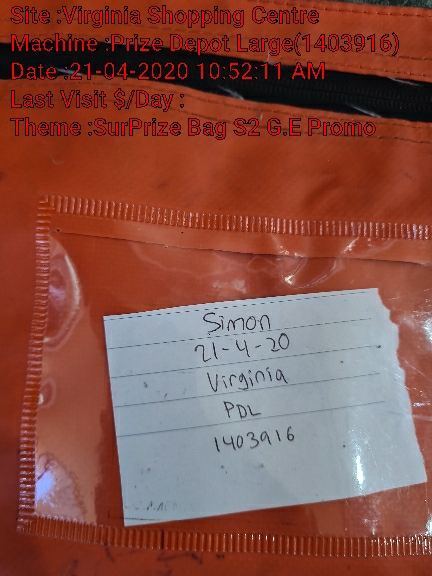 Site :Virginia Shopping Centre
Machine :Prize Depot Large(1403916)
Date :21-04-2020 10:52:11 AM
Last Visit $/Day :
Theme :SurPrize Bag S2 G.E Promo
Simon
21-4-20
Virginia
PDL
1403916